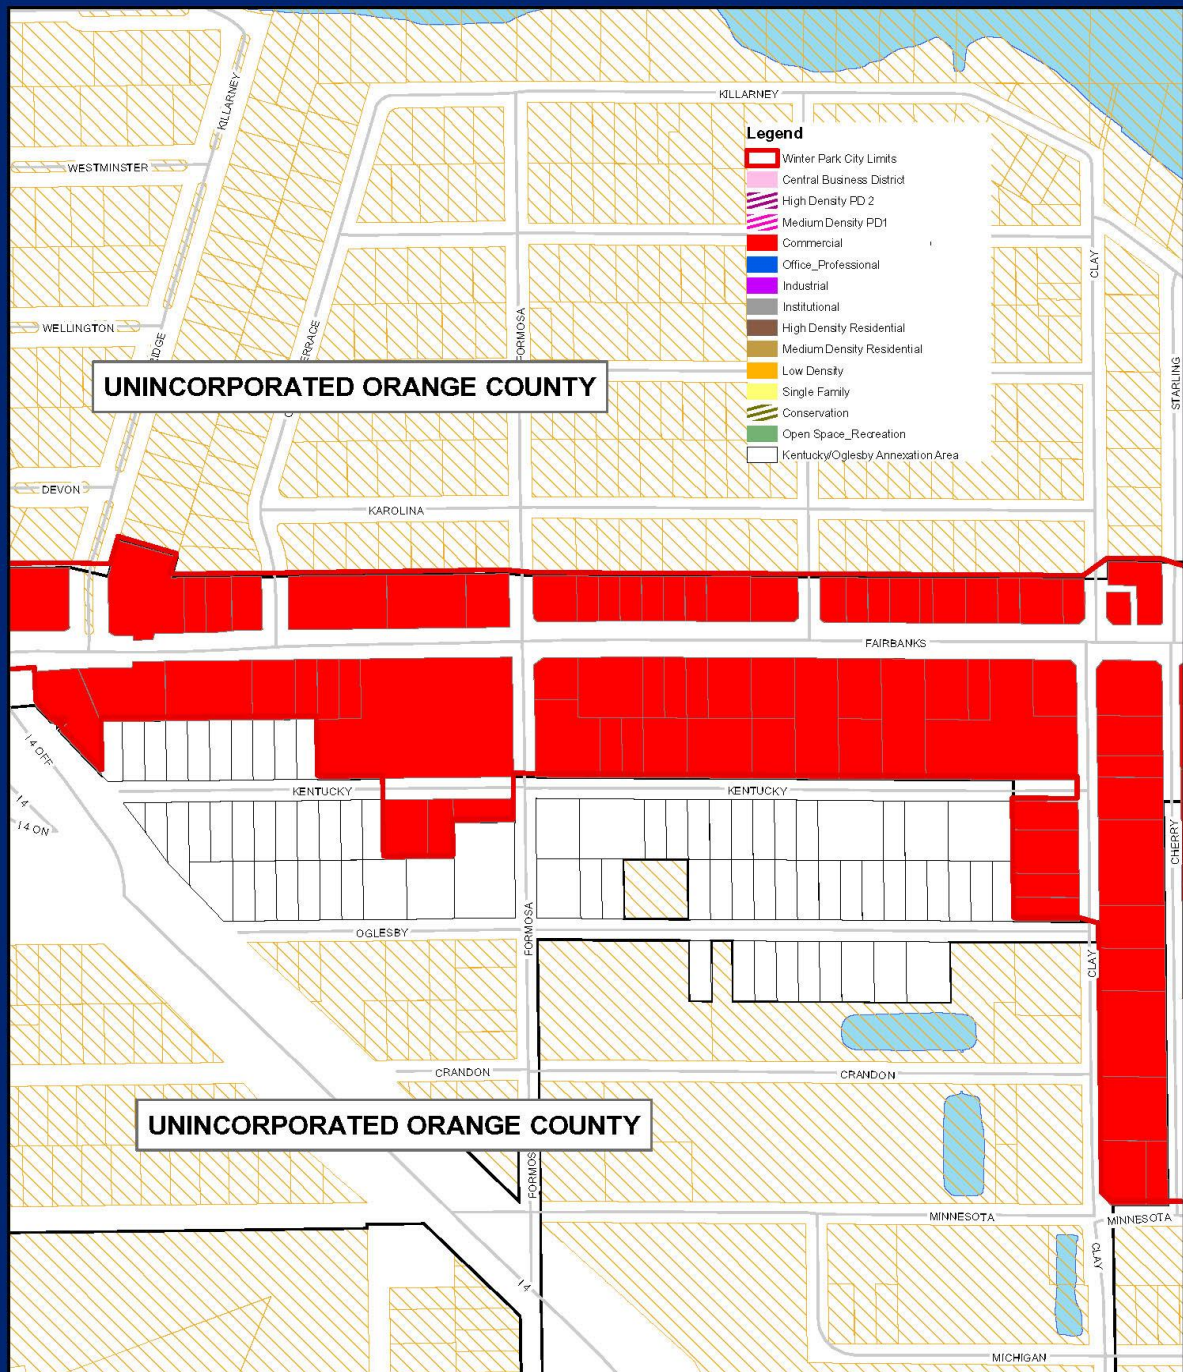 KILLARNEY
KILLARNEY
Legend
Winter Park City Limits
Central Business District
High Density PD 2
Medium Density PD1
Commercial
Office_Professional
Industrial
Institutional
High Density Residential
Medium Density Residential
Low Density
Single Family
Conservation
Open Space_Recreation
Kentucky/Oglesby Annexation Area
WESTMINSTER
CLAY
WELLINGTON
FORMOSA
STARLING
UNINCORPORATED ORANGE COUNTY
DEVON
KAROLINA
FAIRBANKS
I 4 OFF
I 4
I 4 ON
KENTUCKY
KENTUCKY
CHERRY
FORMOSA
OGLESBY
CLAY
CRANDON
CRANDON
UNINCORPORATED ORANGE COUNTY
FORMOSA
MINNESOTA
MINNESOTA
CLAY
I 4
MICHIGAN